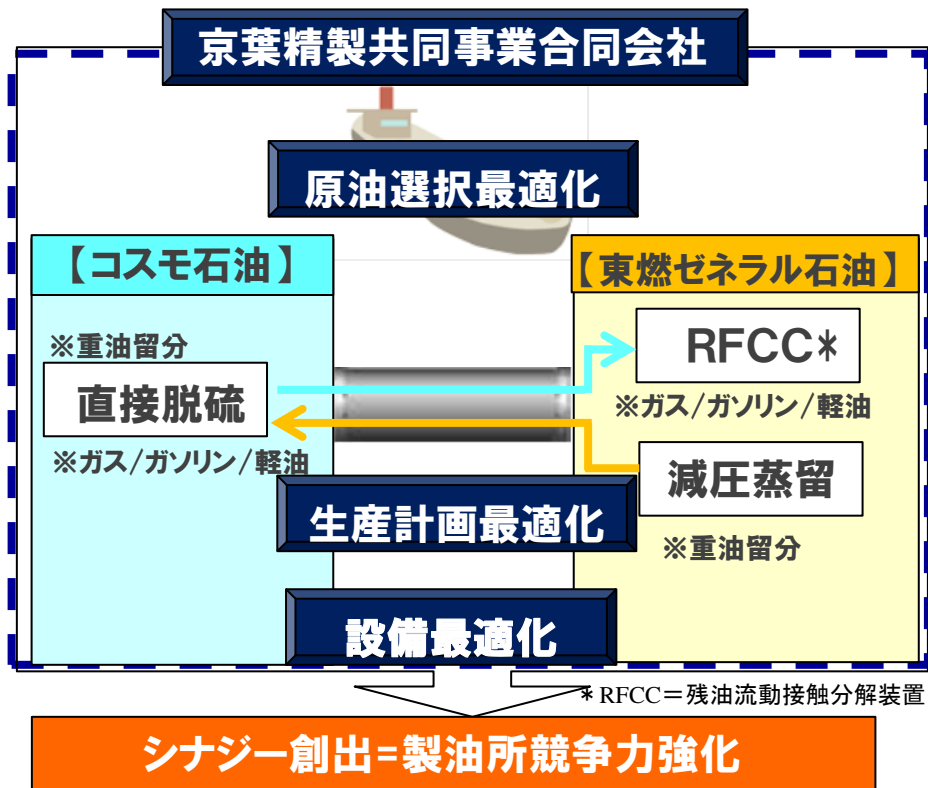 京葉精製共同事業合同会社
原油選択最適化
【コスモ石油】
※重油留分
直接脱硫
※ガス/ガソリン/軽油
【東燃ゼネラル石油】
RFCC*
※ガス/ガソリン/軽油
減圧蒸留
※重油留分
生産計画最適化
設備最適化
* RFCC=残油流動接触分解装置
シナジー創出=製油所競争力強化